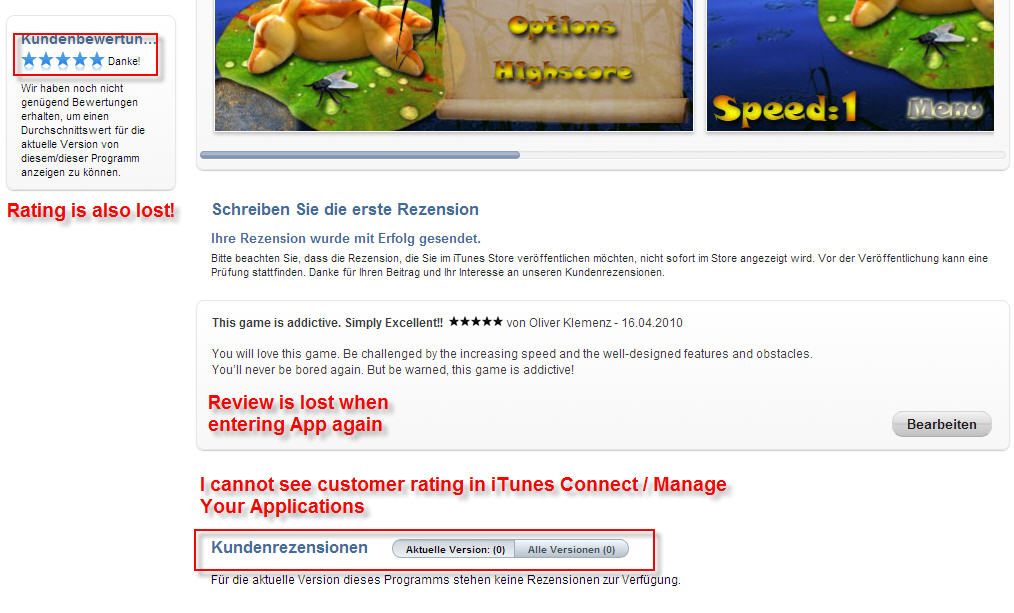 Kundenbewertun...
Danke!
Wir haben noch nicht
genügend Bewertungen
erhalten, um einen
Durchschnittswert für die
aktuelle Version von
diesem/dieser Programm
anzeigen zu können.
Rating is also lost!
Options
Highscore
Speed:1
Menu
Schreiben Sie die erste Rezension
Ihre Rezension wurde mit Erfolg gesendet.
Bitte beachten Sie, dass die Rezension, die Sie im iTunes Store veröffentlichen möchten, nicht sofort im Store angezeigt wird. Vor der Veröffentlichung kann eine
Prüfung stattfinden. Danke für Ihren Beitrag und Ihr Interesse an unseren Kundenrezensionen.
This game is addictive. Simply Excellent!! ★★★★★ von Oliver Klemenz - 16.04.2010
You will love this game. Be challenged by the increasing speed and the well-designed features and obstacles.
You'll never be bored again. But be warned, this game is addictive!
Review is lost when
entering App again
Bearbeiten
I cannot see customer rating in iTunes Connect / Manage
Your Applications
Kundenrezensionen
Aktuelle Version: (0)
Alle Versionen (0)
Für die aktuelle Version dieses Programms stehen keine Rezensionen zur Verfügung.